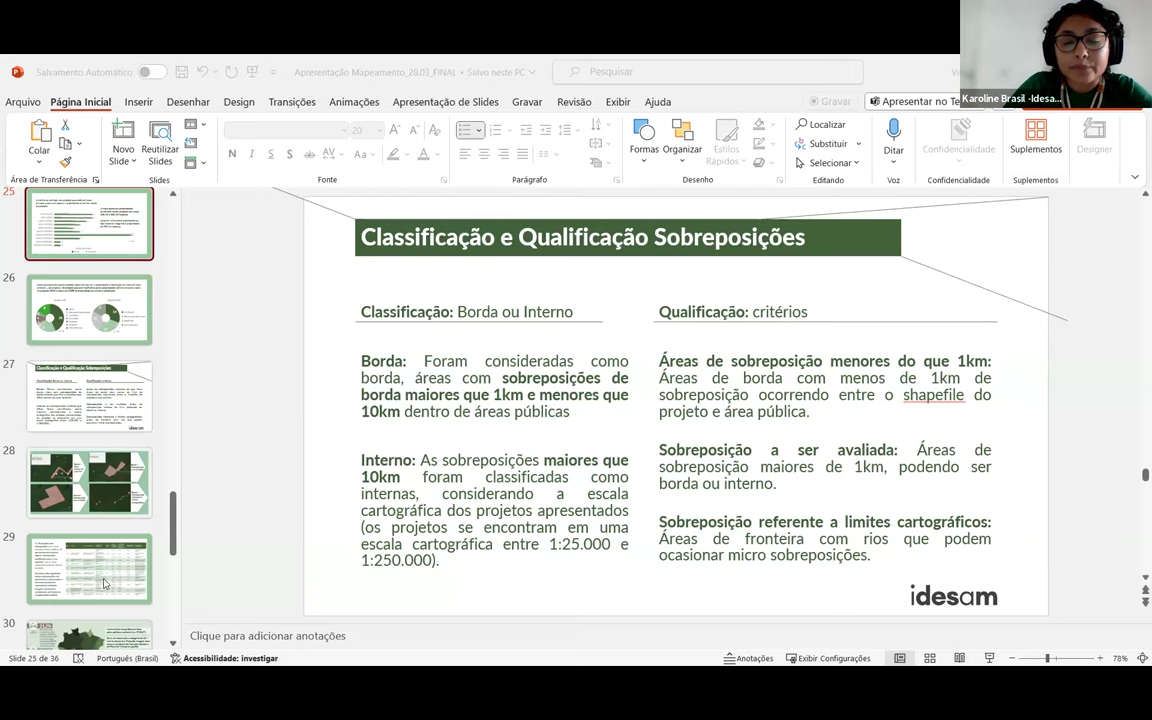 Salvamento Automático
Apresentação Mapeamento_28.03_FINAL • Salvo neste PC
Pesquisar
Karoline Brasil -Idesa...
Arquivo
Página Inicial
Inserir
Desenhar
Design
Transições
Animações
Apresentação de Slides
Gravar
Revisão
Exibir
Ajuda
Gravar
Apresentar no Te
Colar
Novo
Slide
Reutilizar
Slides
20
N
I
S
S
ab
AV
Aa
A
Formas
Organizar
Estilos
Rápidos
Localizar
Substituir
Selecionar
Ditar
Confidencialidade
Suplementos
Designer
Área de Transferência
Slides
Fonte
Parágrafo
Desenho
Editando
Voz
Confidencialidade
Suplementos
25
26
27
28
29
30
Classificação e Qualificação Sobreposições
Classificação: Borda ou Interno
Borda: Foram consideradas como
borda, áreas com sobreposições de
borda maiores que 1km e menores que
10km dentro de áreas públicas
Interno: As sobreposições maiores que
10km foram classificadas como
internas, considerando a escala
cartográfica dos projetos apresentados
(os projetos se encontram em uma
escala cartográfica entre 1:25.000 e
1:250.000).
Qualificação: critérios
Áreas de sobreposição menores do que 1km:
Áreas de borda com menos de 1km de
sobreposição ocorrendo entre o shapefile do
projeto e área pública.
Sobreposição a ser avaliada: Áreas de
sobreposição maiores de 1km, podendo ser
borda ou interno.
Sobreposição referente a limites cartográficos:
Áreas de fronteira com rios que podem
ocasionar micro sobreposições.
idesam
Clique para adicionar anotações
Slide 25 de 36
Português (Brasil)
Acessibilidade: investigar
Anotações
Exibir Configurações
78%